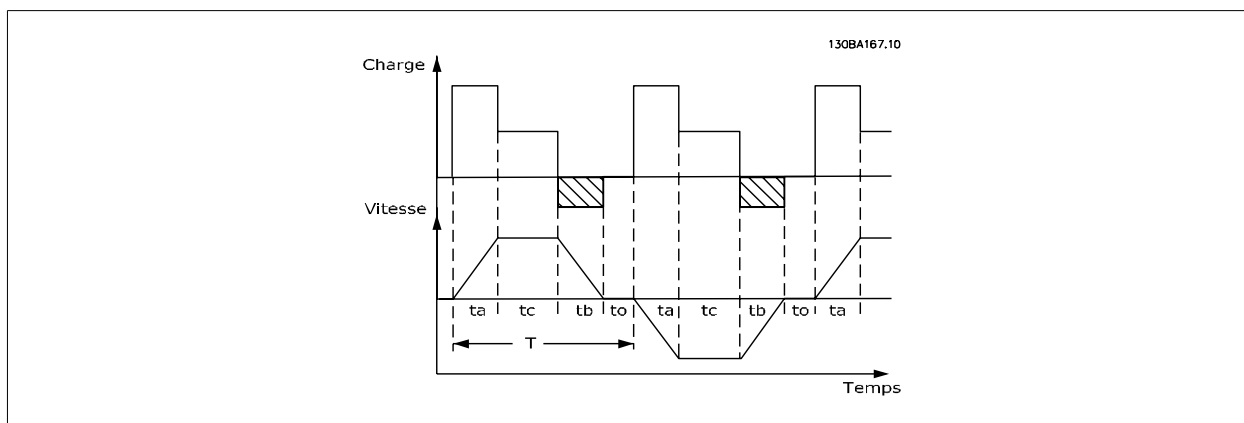 130BA167.10
Charge
Vitesse
ta tc tb to ta tc tb to ta
T
Temps